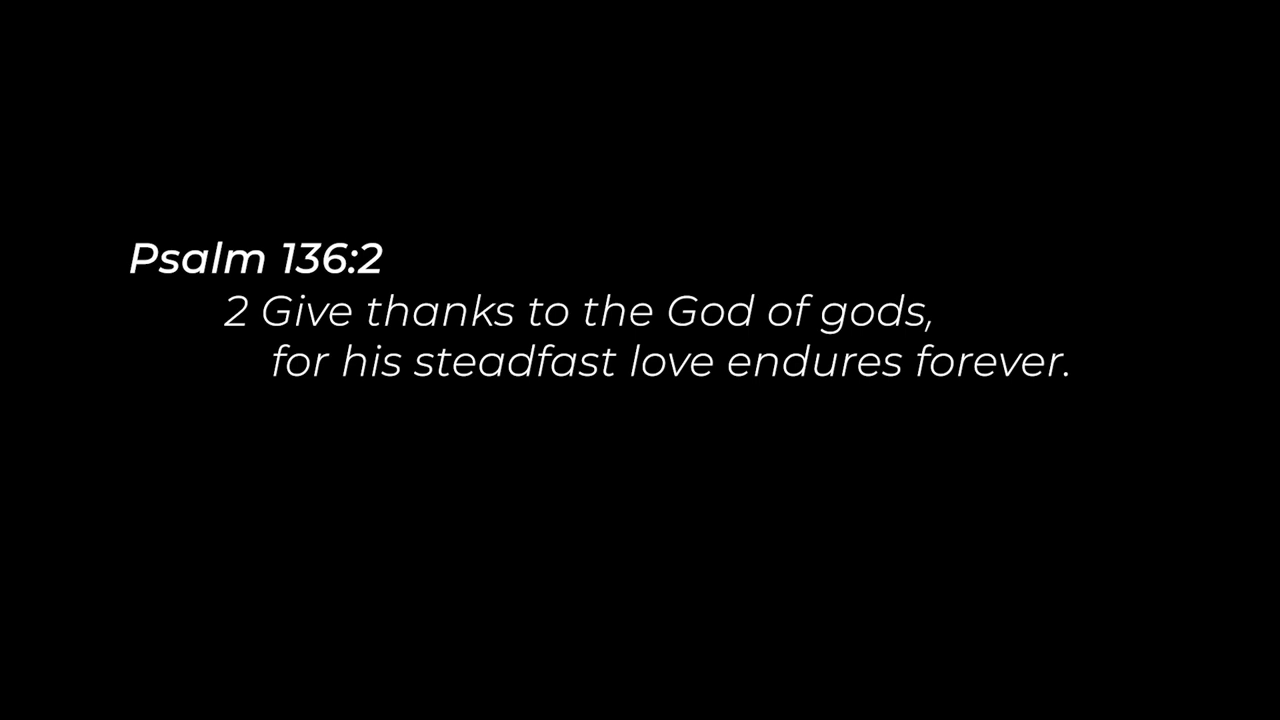 Psalm 136:2
2 Give thanks to the God of gods,
for his steadfast love endures forever.